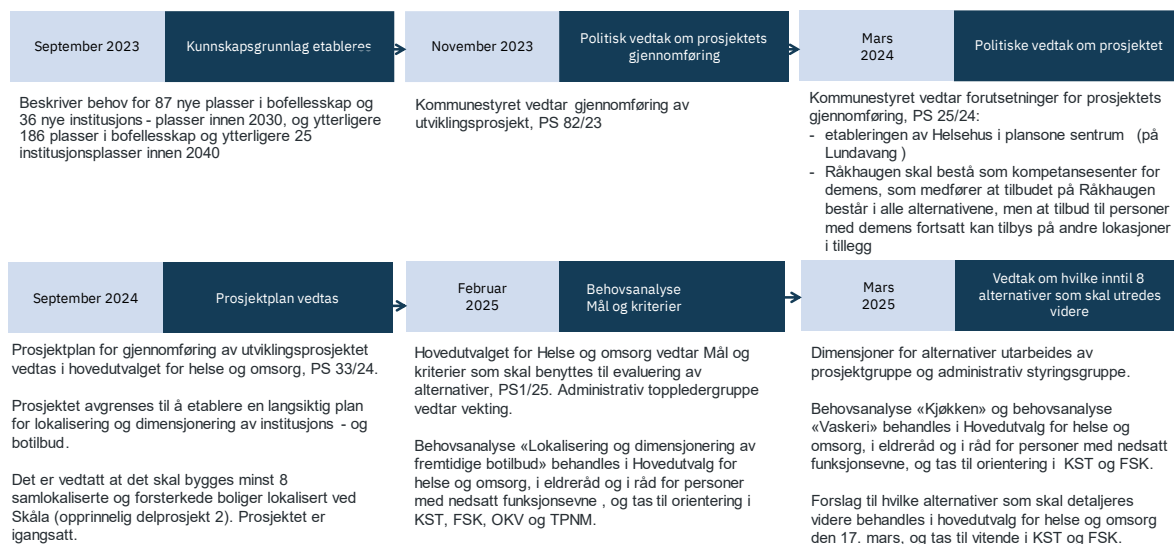 September 2023
Kunnskapsgrunnlag etableres
Beskriver behov for 87 nye plasser i bofellesskap og
36 nye institusjons - plasser innen 2030, og ytterligere
186 plasser i bofellesskap og ytterligere 25
institusjonsplasser innen 2040
November 2023
Politisk vedtak om prosjektets
gjennomføring
Kommunestyret vedtar gjennomføring av
utviklingsprosjekt, PS 82/23
Mars
2024
Politiske vedtak om prosjektet
Kommunestyret vedtar forutsetninger for prosjektets
gjennomføring, PS 25/24:
- etableringen av Helsehus i plansone sentrum (på
Lundavang )
- Råkhaugen skal bestå som kompetansesenter for
demens, som medfører at tilbudet på Råkhaugen
består i alle alternativene, men at tilbud til personer
med demens fortsatt kan tilbys på andre lokasjoner
i tillegg
September 2024
Prosjektplan vedtas
Prosjektplan for gjennomføring av utviklingsprosjektet
vedtas i hovedutvalget for helse og omsorg, PS 33/24.
Prosjektet avgrenses til å etablere en langsiktig plan
for lokalisering og dimensjonering av institusjons - og
botilbud.
Det er vedtatt at det skal bygges minst 8
samlokaliserte og forsterkede boliger lokalisert ved
Skåla (opprinnelig delprosjekt 2). Prosjektet er
igangsatt.
Februar
2025
Behovsanalyse
Mål og kriterier
Hovedutvalget for Helse og omsorg vedtar Mål og
kriterier som skal benyttes til evaluering av
alternativer, PS1/25. Administrativ toppledergruppe
vedtar vekting.
Behovsanalyse «Lokalisering og dimensjonering av
fremtidige botilbud» behandles i Hovedutvalg for
helse og omsorg, i eldreråd og i råd for personer
med nedsatt funksjonsevne , og tas til orientering i
KST, FSK, OKV og TPNM.
Mars
2025
Vedtak om hvilke inntil 8
alternativer som skal utredes
videre
Dimensjoner for alternativer utarbeides av
prosjektgruppe og administrativ styringsgruppe.
Behovsanalyse «Kjøkken» og behovsanalyse
«Vaskeri» behandles i Hovedutvalg for helse og
omsorg, i eldreråd og i råd for personer med nedsatt
funksjonsevne, og tas til orientering i KST og FSK.
Forslag til hvilke alternativer som skal detaljeres
videre behandles i hovedutvalg for helse og omsorg
den 17. mars, og tas til vitende i KST og FSK.